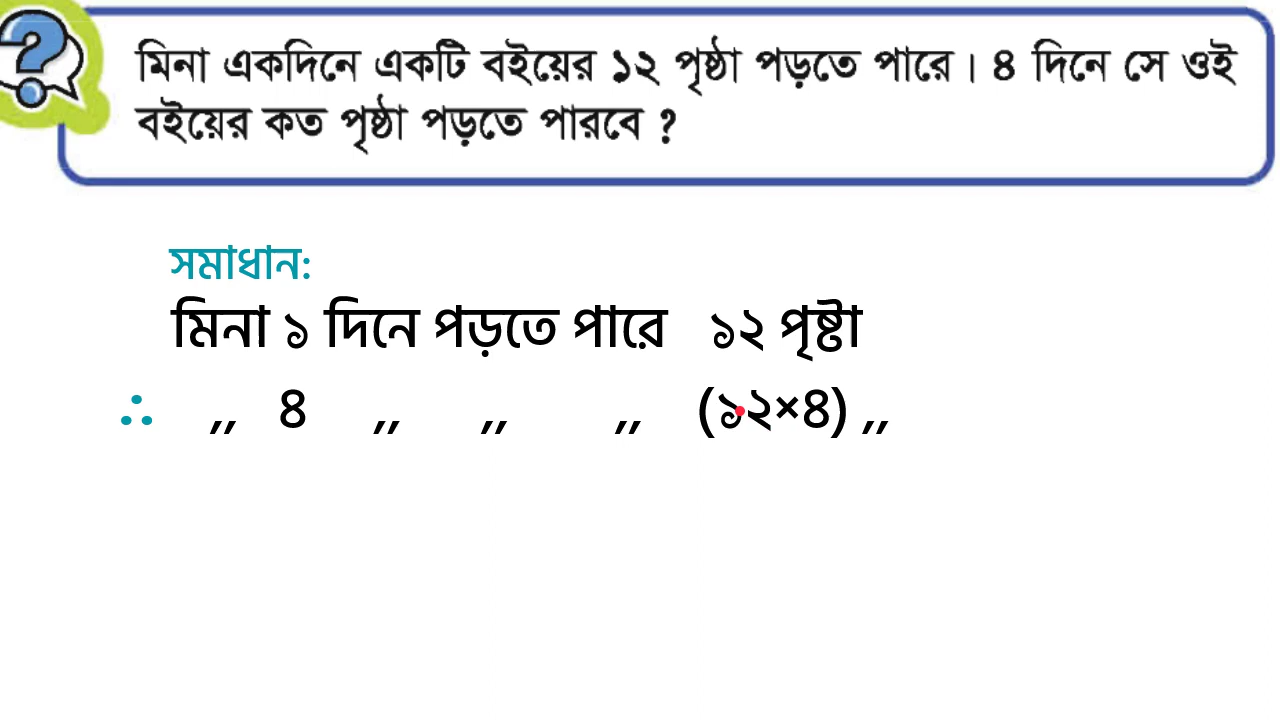 মিনা একদিনে একটি বইয়ের ১২ পৃষ্ঠা পড়তে পারে। ৪ দিনে সে ওই
বইয়ের কত পৃষ্ঠা পড়তে পারবে ?
সমাধান:
মিনা ১ দিনে পড়তে পারে ১২ পৃষ্টা
∴ ,, ৪ ,, ,, ,, (১২×৪) ,,